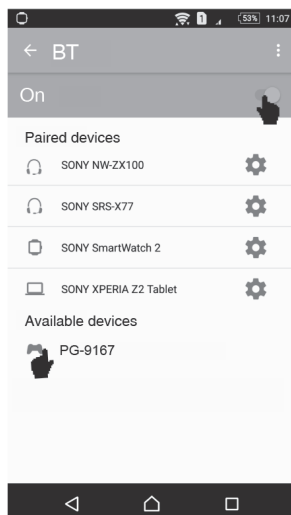 1 53% 11:07
BT
On
Paired devices
SONY NW-ZX100
SONY SRS-X77
SONY SmartWatch 2
SONY XPERIA Z2 Tablet
Available devices
PG-9167